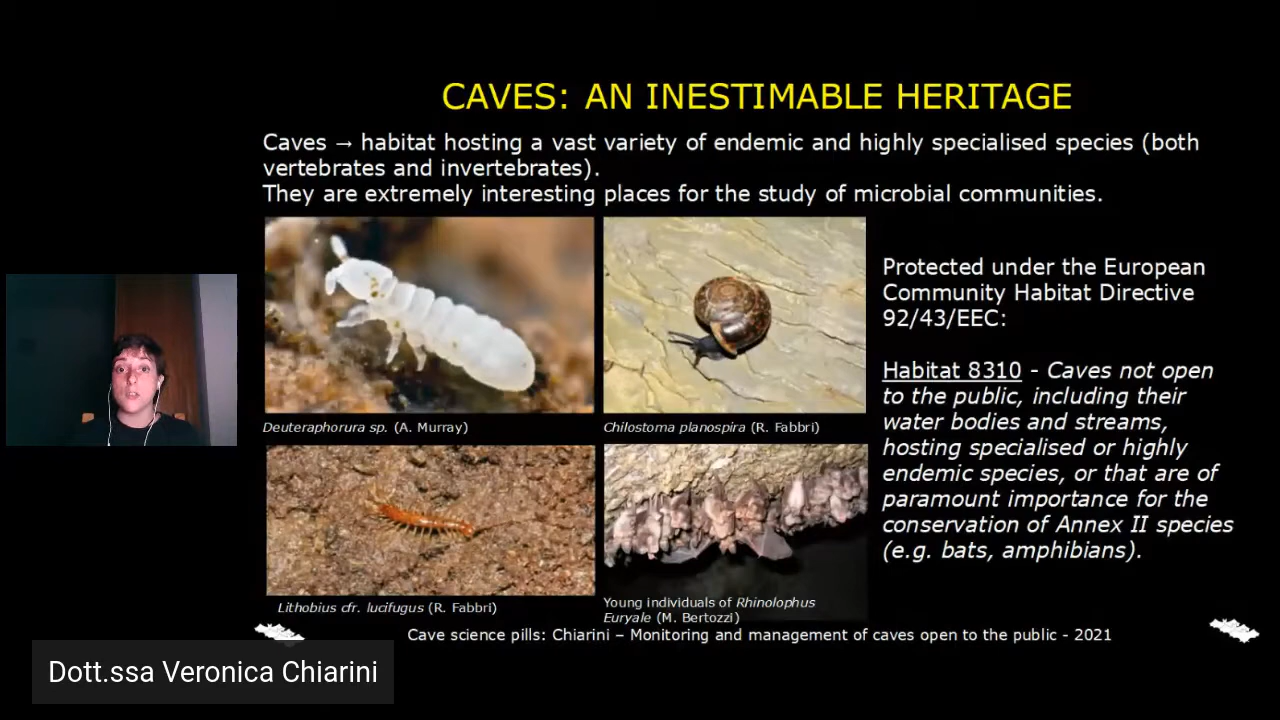 CAVES: AN INESTIMABLE HERITAGE
Caves → habitat hosting a vast variety of endemic and highly specialised species (both
vertebrates and invertebrates).
They are extremely interesting places for the study of microbial communities.
Deuteraphorura sp. (A. Murray)
Chilostoma planospira (R. Fabbri)
Lithobius cfr. lucifugus (R. Fabbri)
Young individuals of Rhinolophus
Euryale (M. Bertozzi)
Protected under the European
Community Habitat Directive
92/43/EEC:
Habitat 8310 - Caves not open
to the public, including their
water bodies and streams,
hosting specialised or highly
endemic species, or that are of
paramount importance for the
conservation of Annex II species
(e.g. bats, amphibians).
Cave science pills: Chiarini – Monitoring and management of caves open to the public - 2021
Dott.ssa Veronica Chiarini